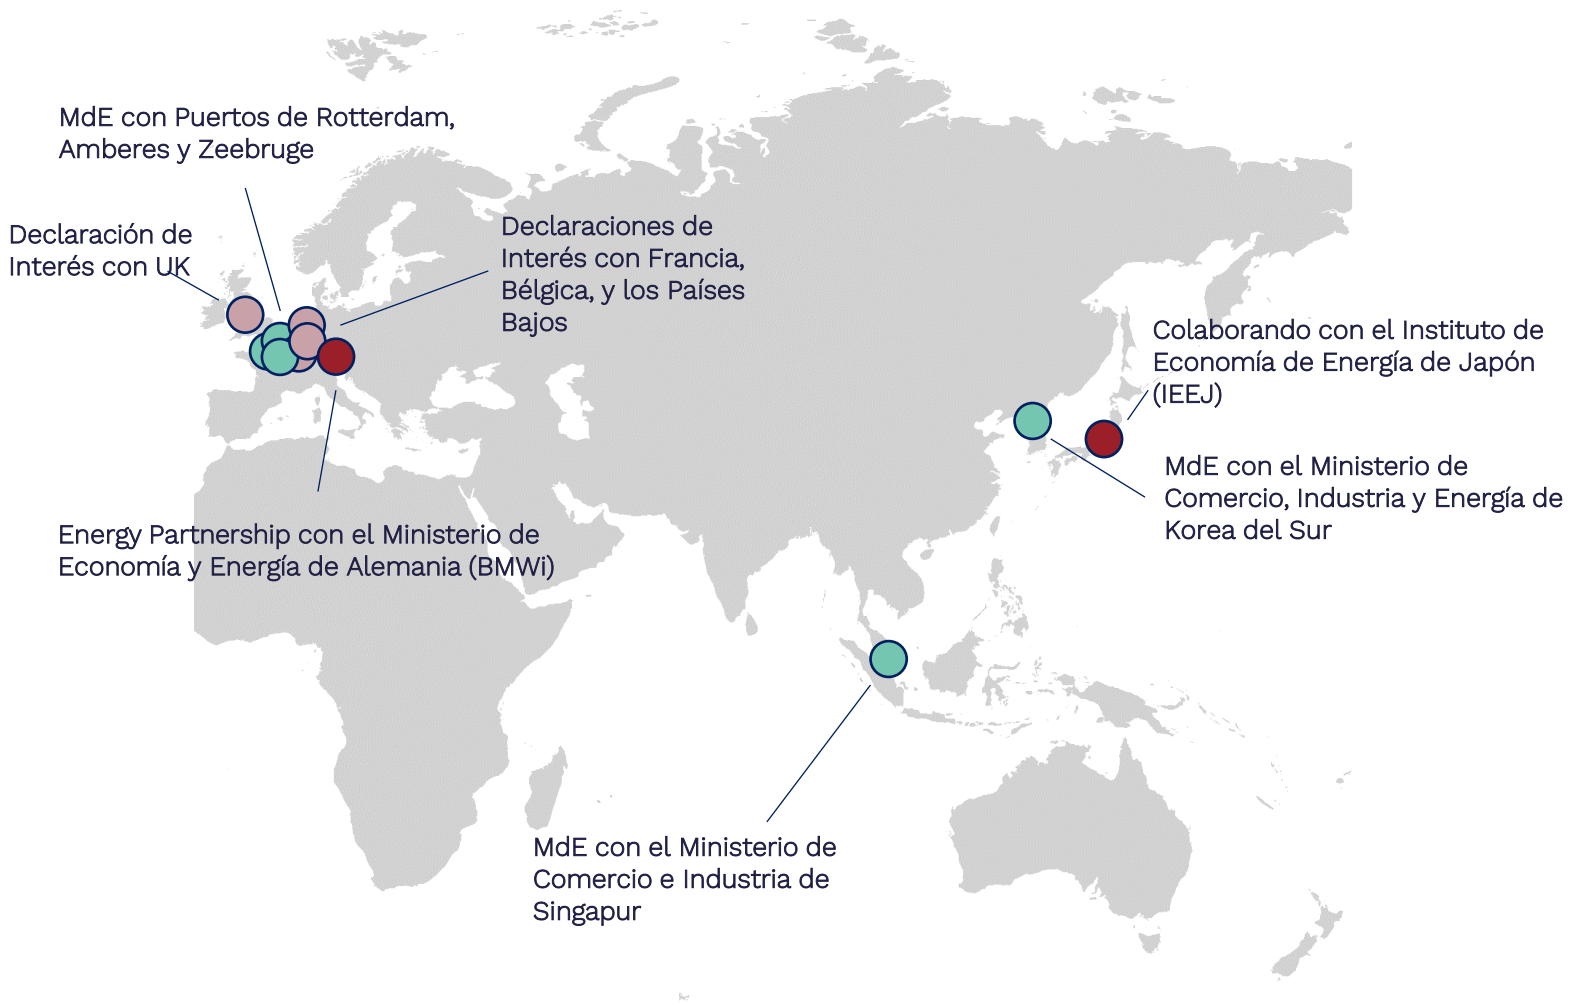 MdE con Puertos de Rotterdam,
Amberes y Zeebruge
Declaración de
Interés con UK
Declaraciones de
Interés con Francia,
Bélgica, y los Países
Bajos
Colaborando con el Instituto de
Economía de Energía de Japón
(IEEJ)
MdE con el Ministerio de
Comercio, Industria y Energía de
Korea del Sur
Energy Partnership con el Ministerio de
Economía y Energía de Alemania (BMWi)
MdE con el Ministerio de
Comercio e Industria de
Singapur